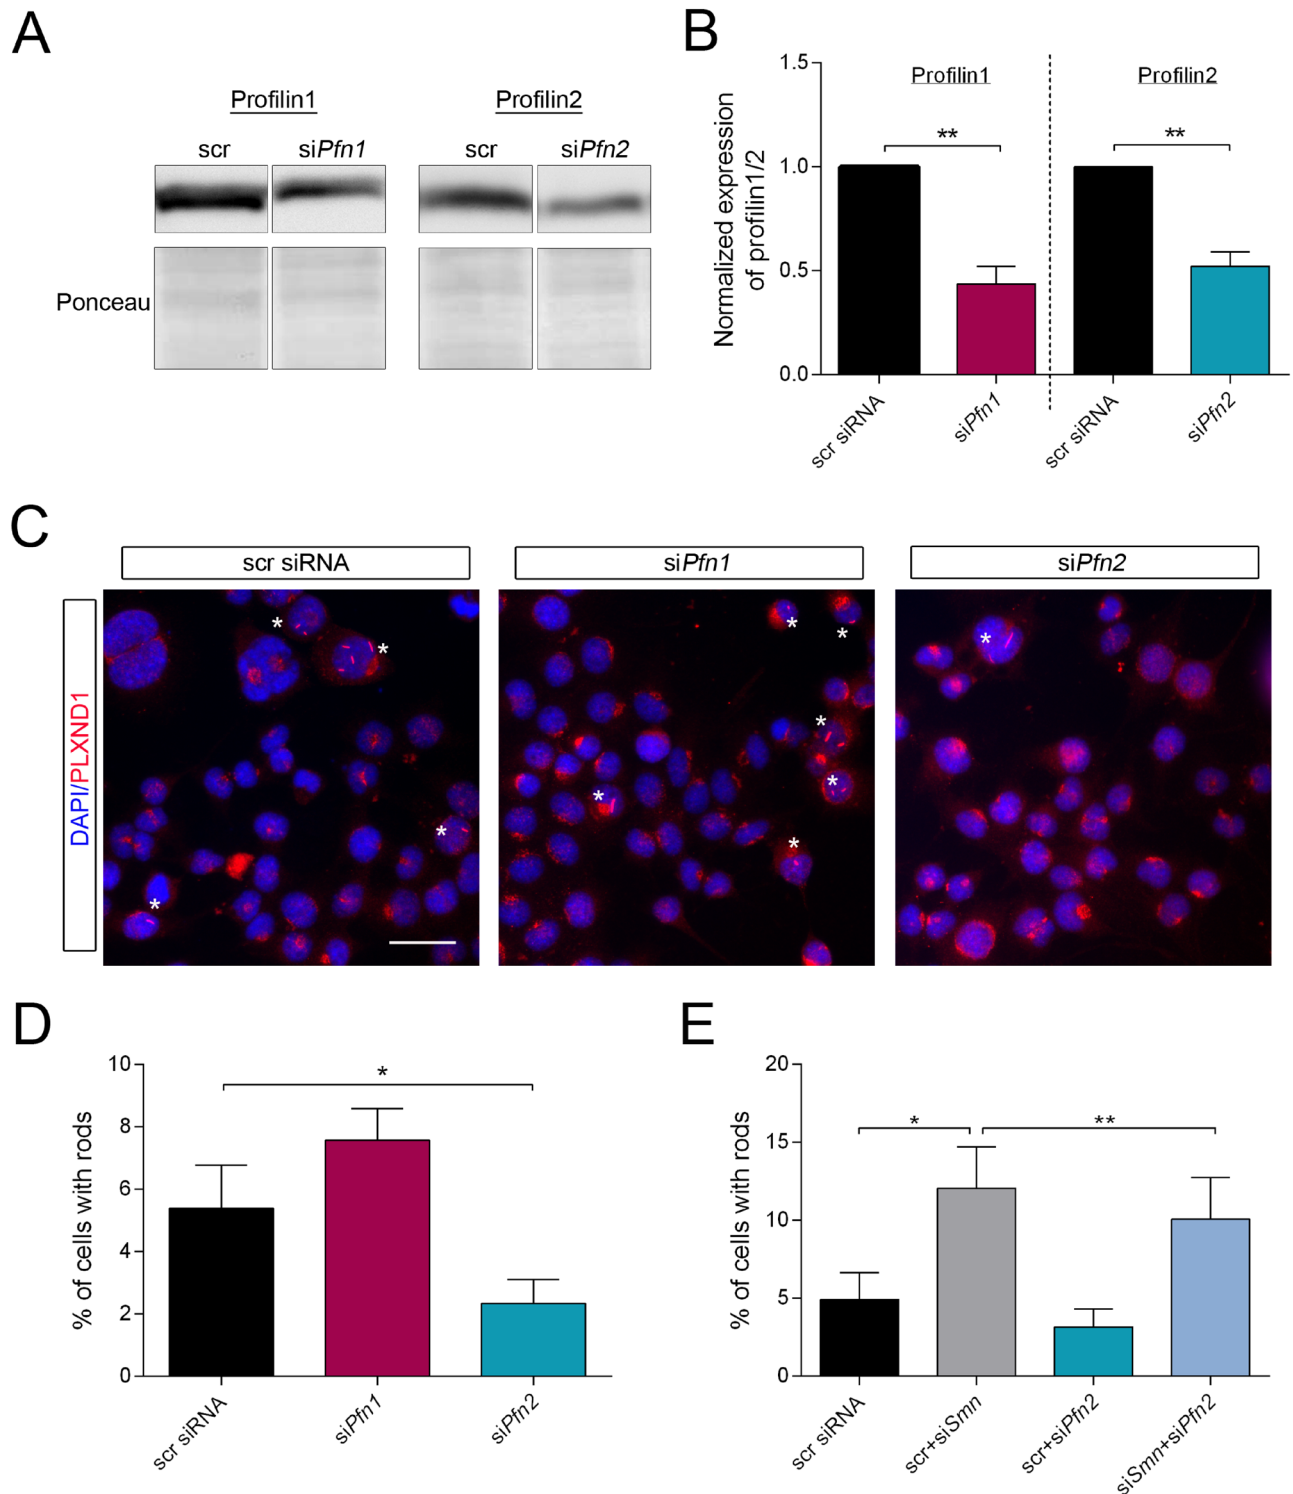 A
Profilin1
Profilin2
scr
siPfn1
scr
siPfn2
Ponceau
B
Normalized expression
of profilin1/2
1.5
1.0
0.5
0.0
Profilin1
Profilin2
**
**
scr siRNA
siPfn1
scr siRNA
siPfn2
C
scr siRNA
siPfn1
siPfn2
DAPI/PLXND1
*
*
*
*
*
*
*
*
*
*
*
D
% of cells with rods
10
8
6
4
2
0
*
scr siRNA
siPfn1
siPfn2
E
% of cells with rods
20
15
10
5
0
*
**
scr siRNA
scr+siSmn
scr+siPfn2
siSmn+siPfn2